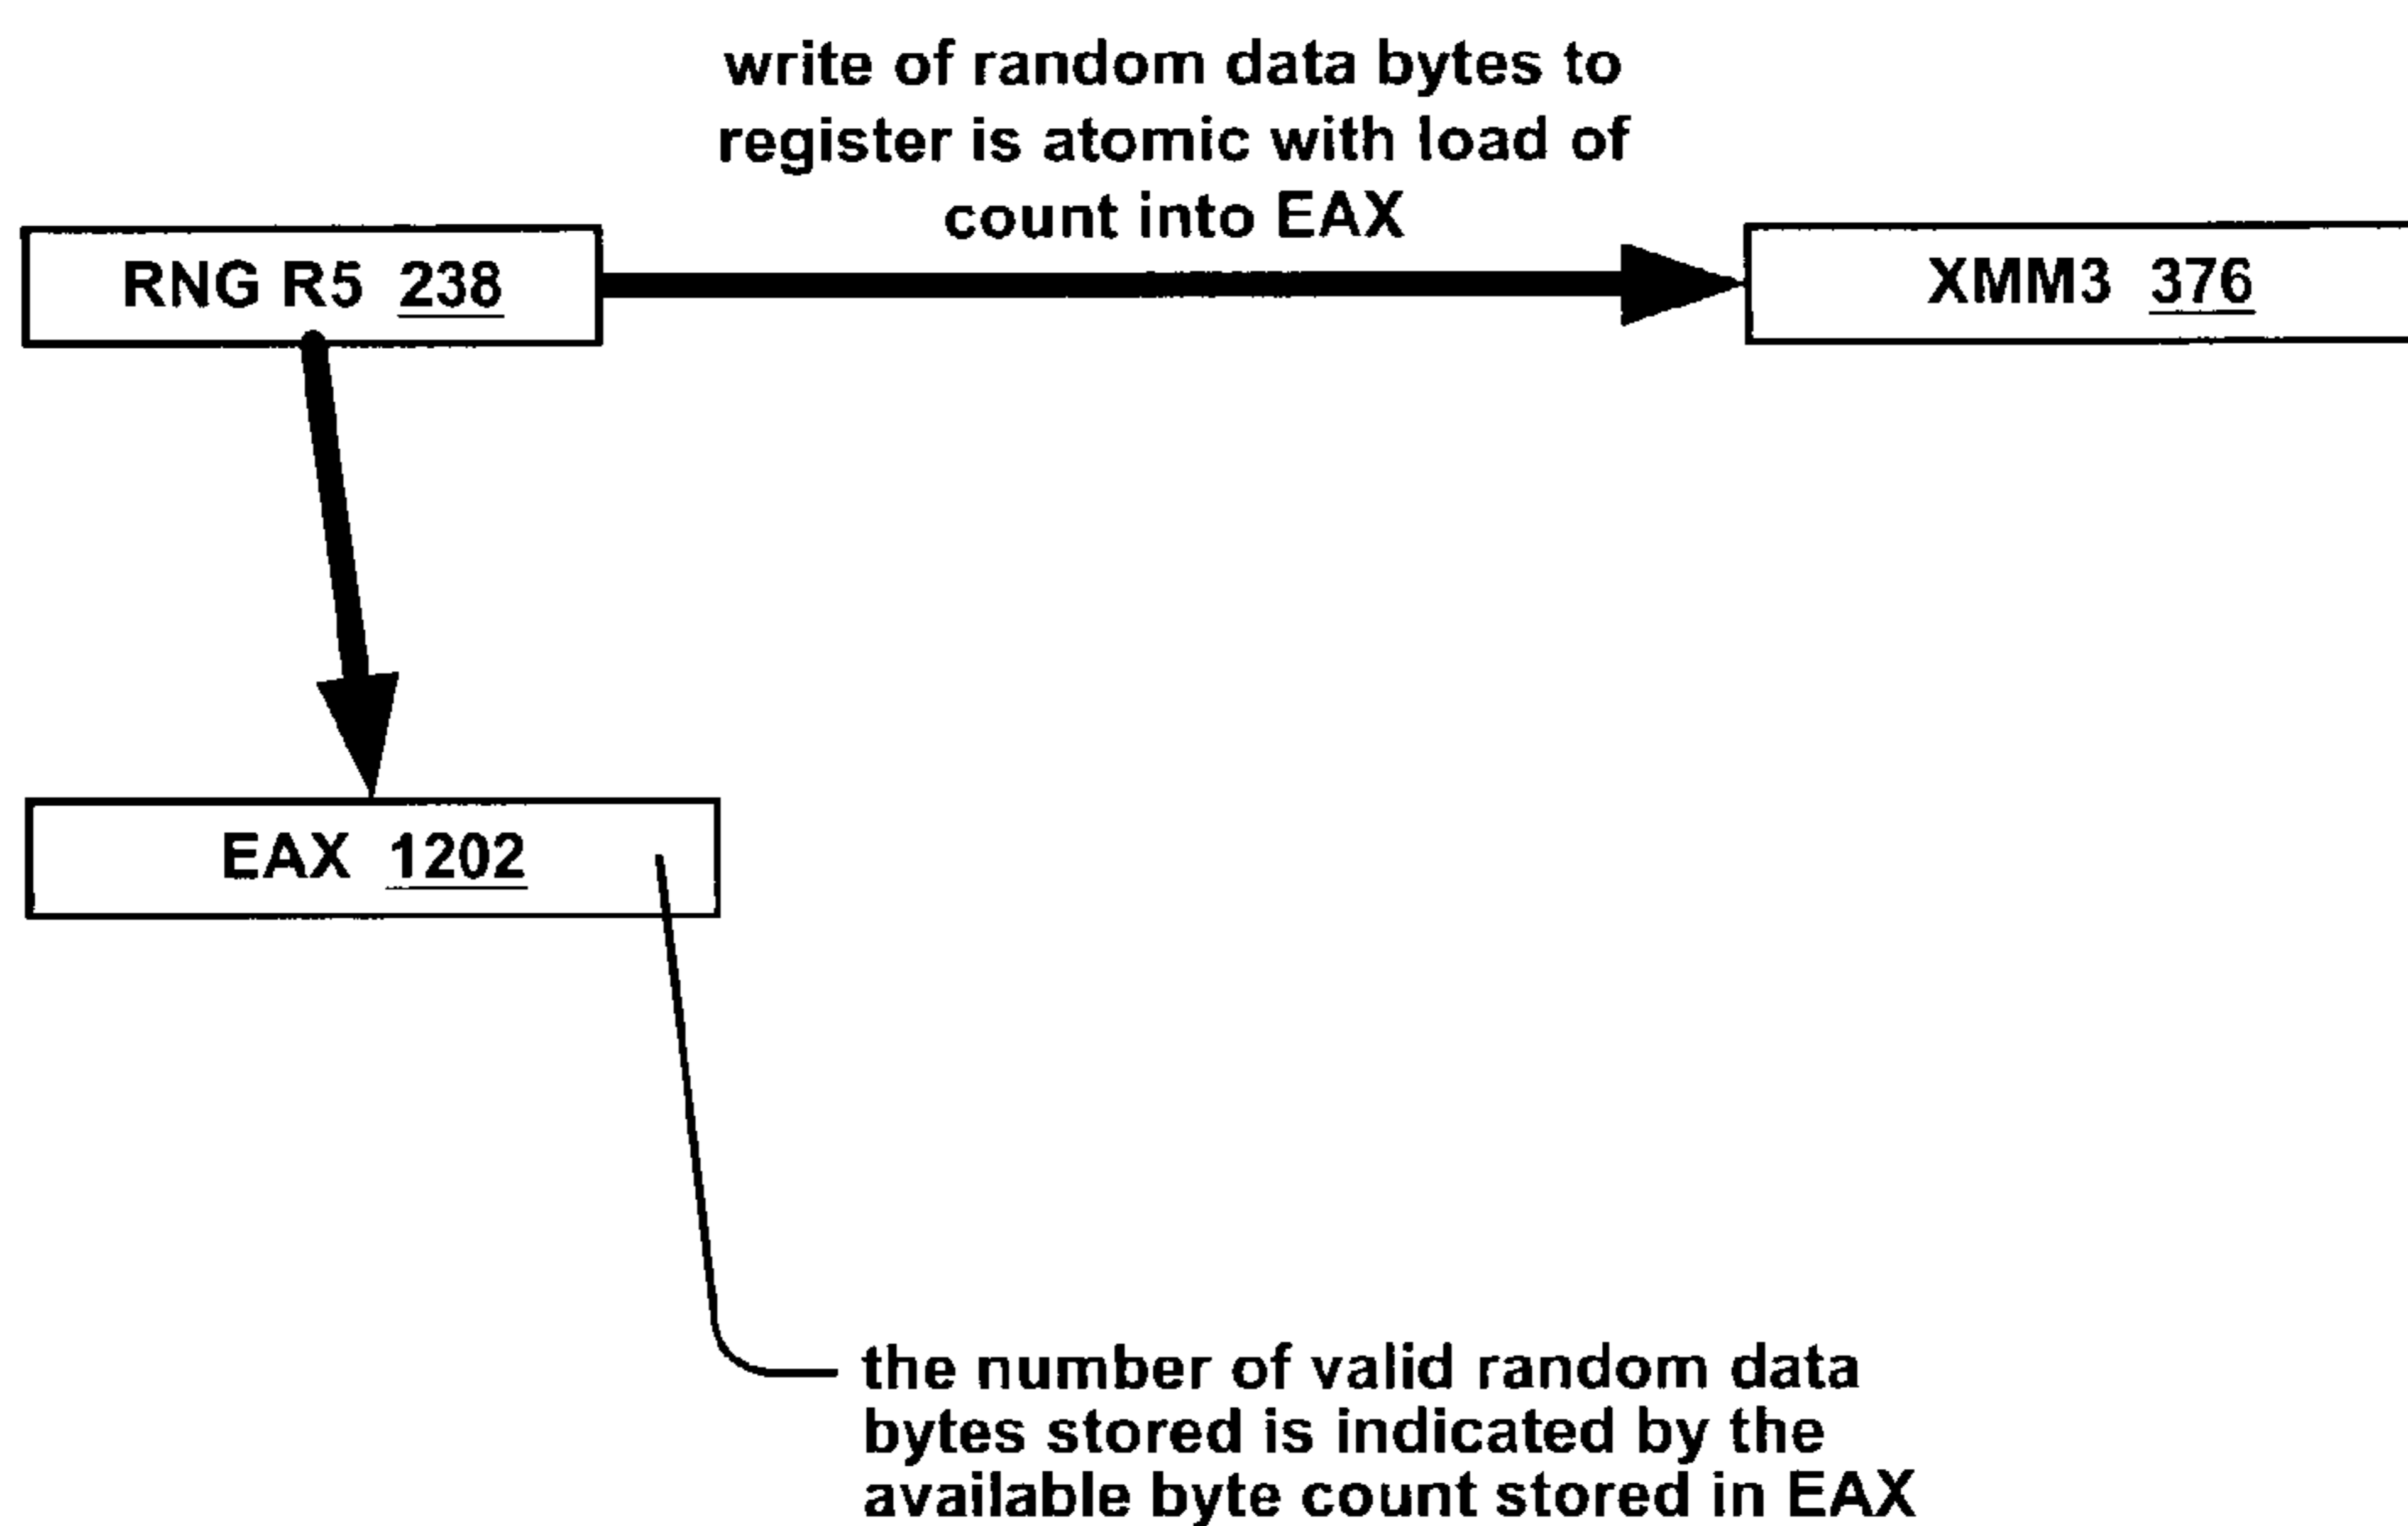 write of random data bytes to
register is atomic with load of
count into EAX
RNG R5 238
XMM3 376
EAX 1202
the number of valid random data
bytes stored is indicated by the
available byte count stored in EAX